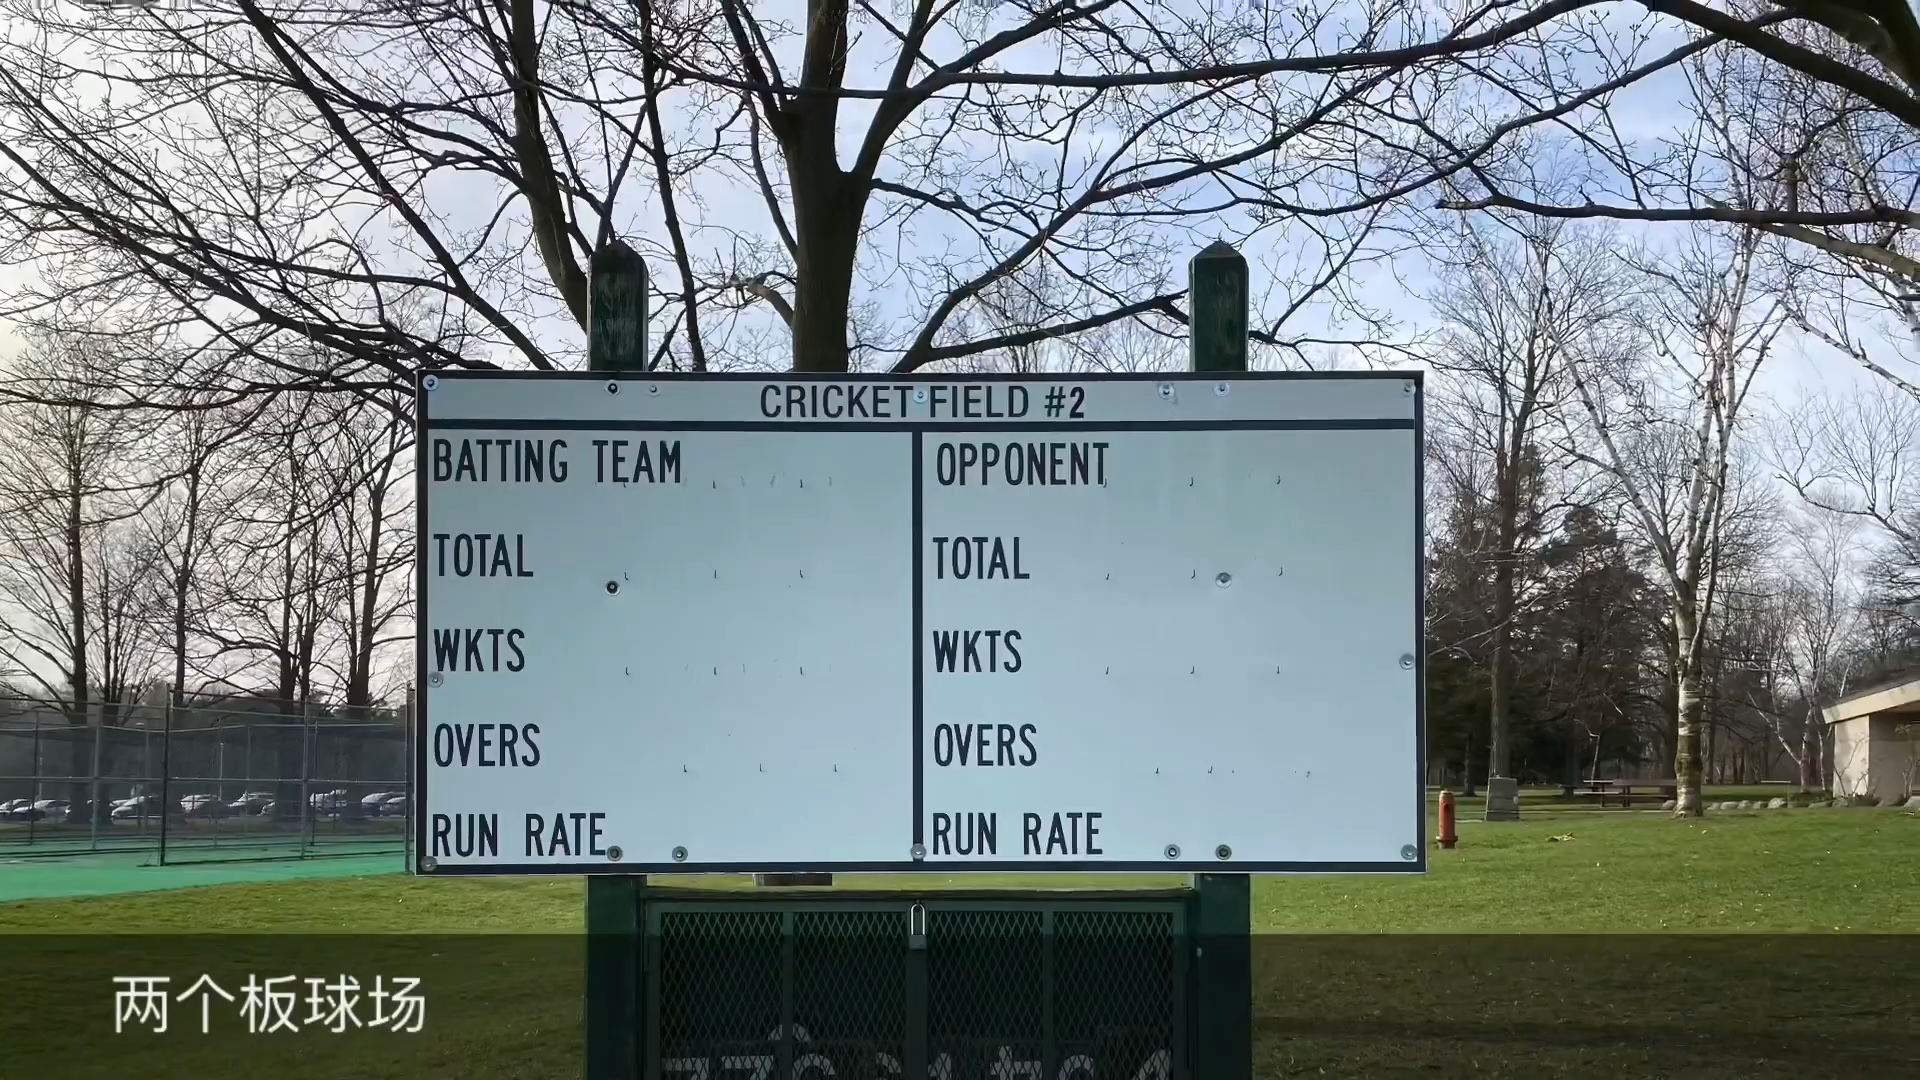 CRICKET FIELD #2
BATTING TEAM
TOTAL
WKTS
OVERS
RUN RATE
OPPONENT
TOTAL
WKTS
OVERS
RUN RATE
两个板球场